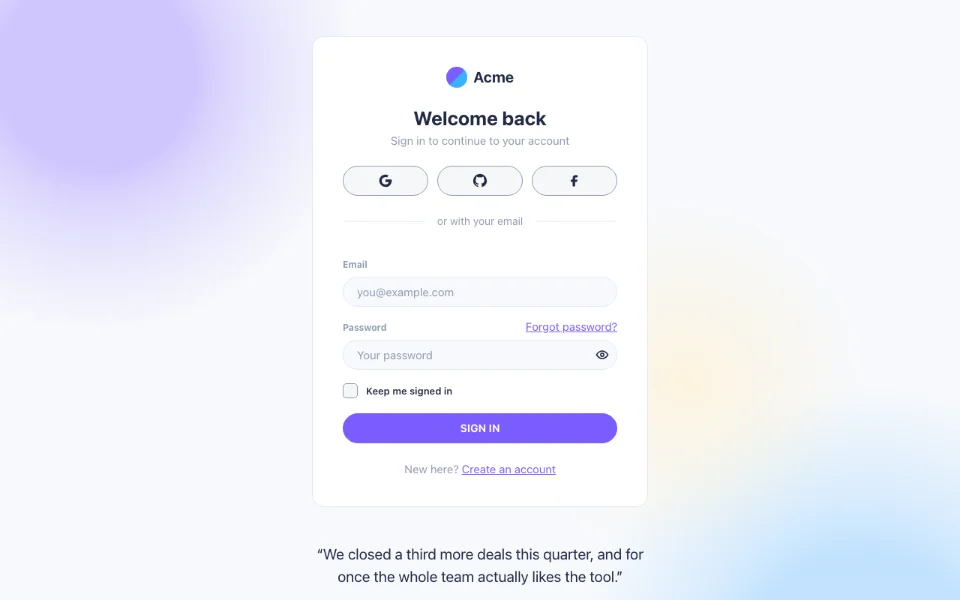 Acme
Welcome back
Sign in to continue to your account
or with your email
Email
you@example.com
Password Forgot password?
Your password
Keep me signed in
SIGN IN
New here? Create an account
“We closed a third more deals this quarter, and for
once the whole team actually likes the tool.”